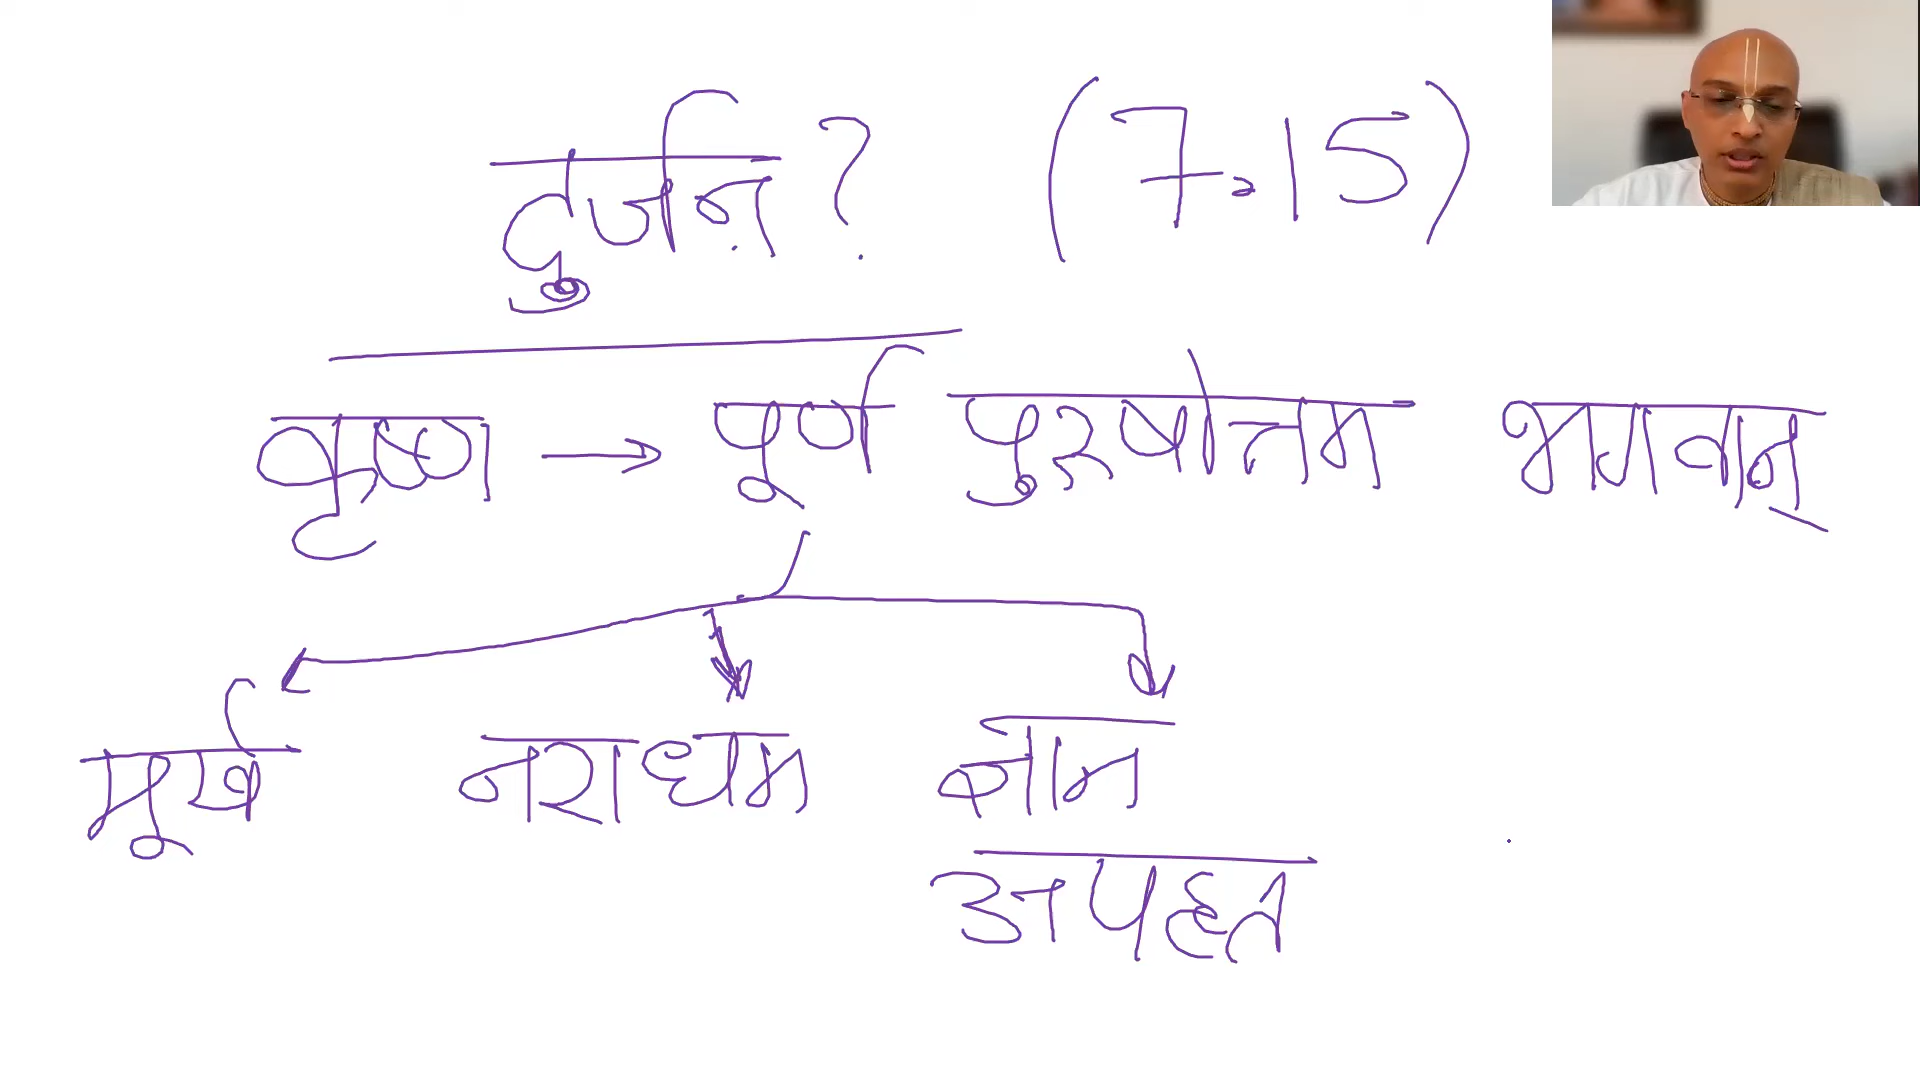 दुर्जन ? (7.15)
कृष्ण → पूर्ण पुरुषोत्तम भगवान्
मूर्ख नराधम ज्ञान
अपहृत